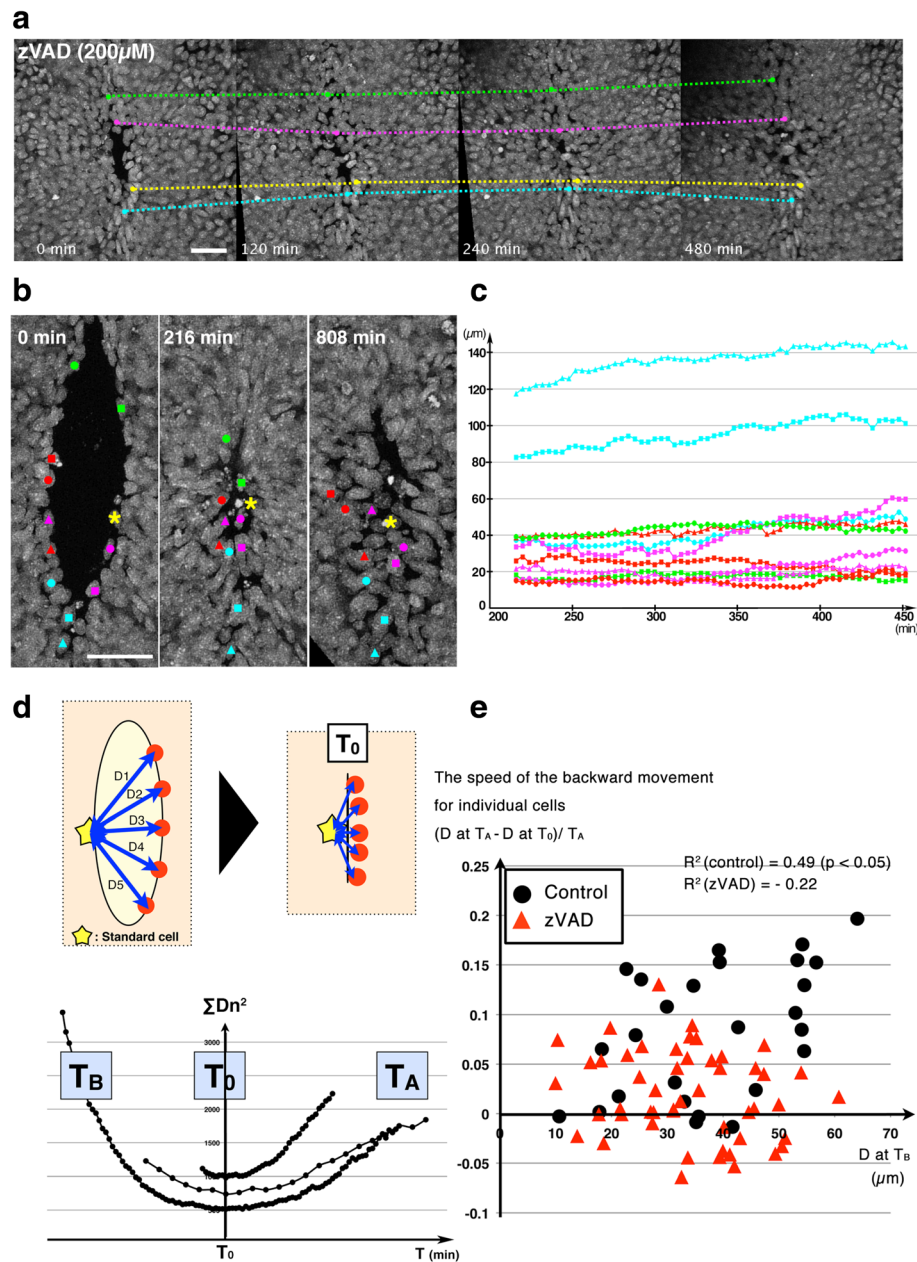 a
zVAD (200µM)
0 min
120 min
240 min
480 min
b
0 min
216 min
808 min
c
(µm)
140
120
100
80
60
40
20
0
200
250
300
350
400
450
(min)
d
D1
D2
D3
D4
D5
: Standard cell
T0
∑Dn²
3000
TB
T0
TA
2000
1500
1000
T0
T (min)
e
The speed of the backward movement
for individual cells
(D at TA - D at T0)/ TA
R² (control) = 0.49 (p < 0.05)
R² (zVAD) = - 0.22
Control
zVAD
0.25
0.2
0.15
0.1
0.05
0
-0.05
-0.1
0
10
20
30
40
50
60
70
D at TB
(µm)